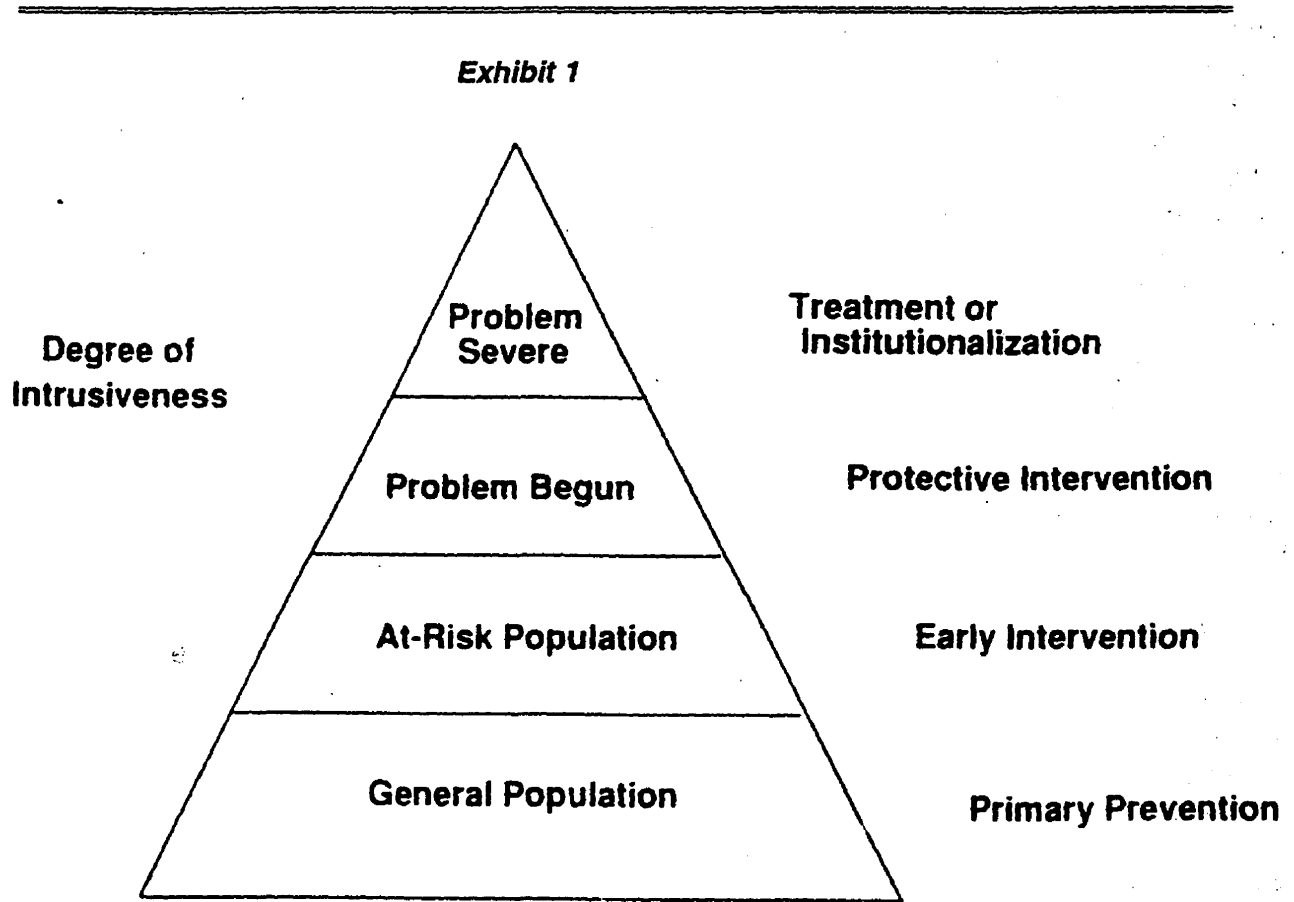 Exhibit 1
Problem
Severe
Treatment or
Institutionalization
Degree of
Intrusiveness
Problem Begun
Protective Intervention
At-Risk Population
Early Intervention
General Population
Primary Prevention